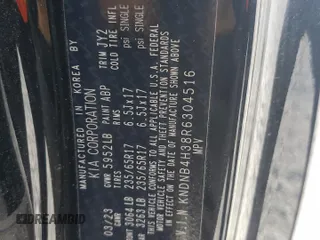 MANUFACTURED BY
KIA CORPORATION MADE IN KOREA
03/23 GVWR 5952LB PAINT ABP TRIM JY2
TIRES RIMS COLD TIRE INFL
3064LB 235/65R17 6.5Jx17 psi SINGLE
3263LB 235/65R17 6.5Jx17 psi SINGLE
THIS VEHICLE CONFORMS TO ALL APPLICABLE U.S.A. FEDERAL
MOTOR VEHICLE SAFETY, BUMPER AND THEFT PREVENTION STANDARDS
IN EFFECT ON THE DATE OF MANUFACTURE SHOWN ABOVE
KNDNB4H38R6304516
MPV